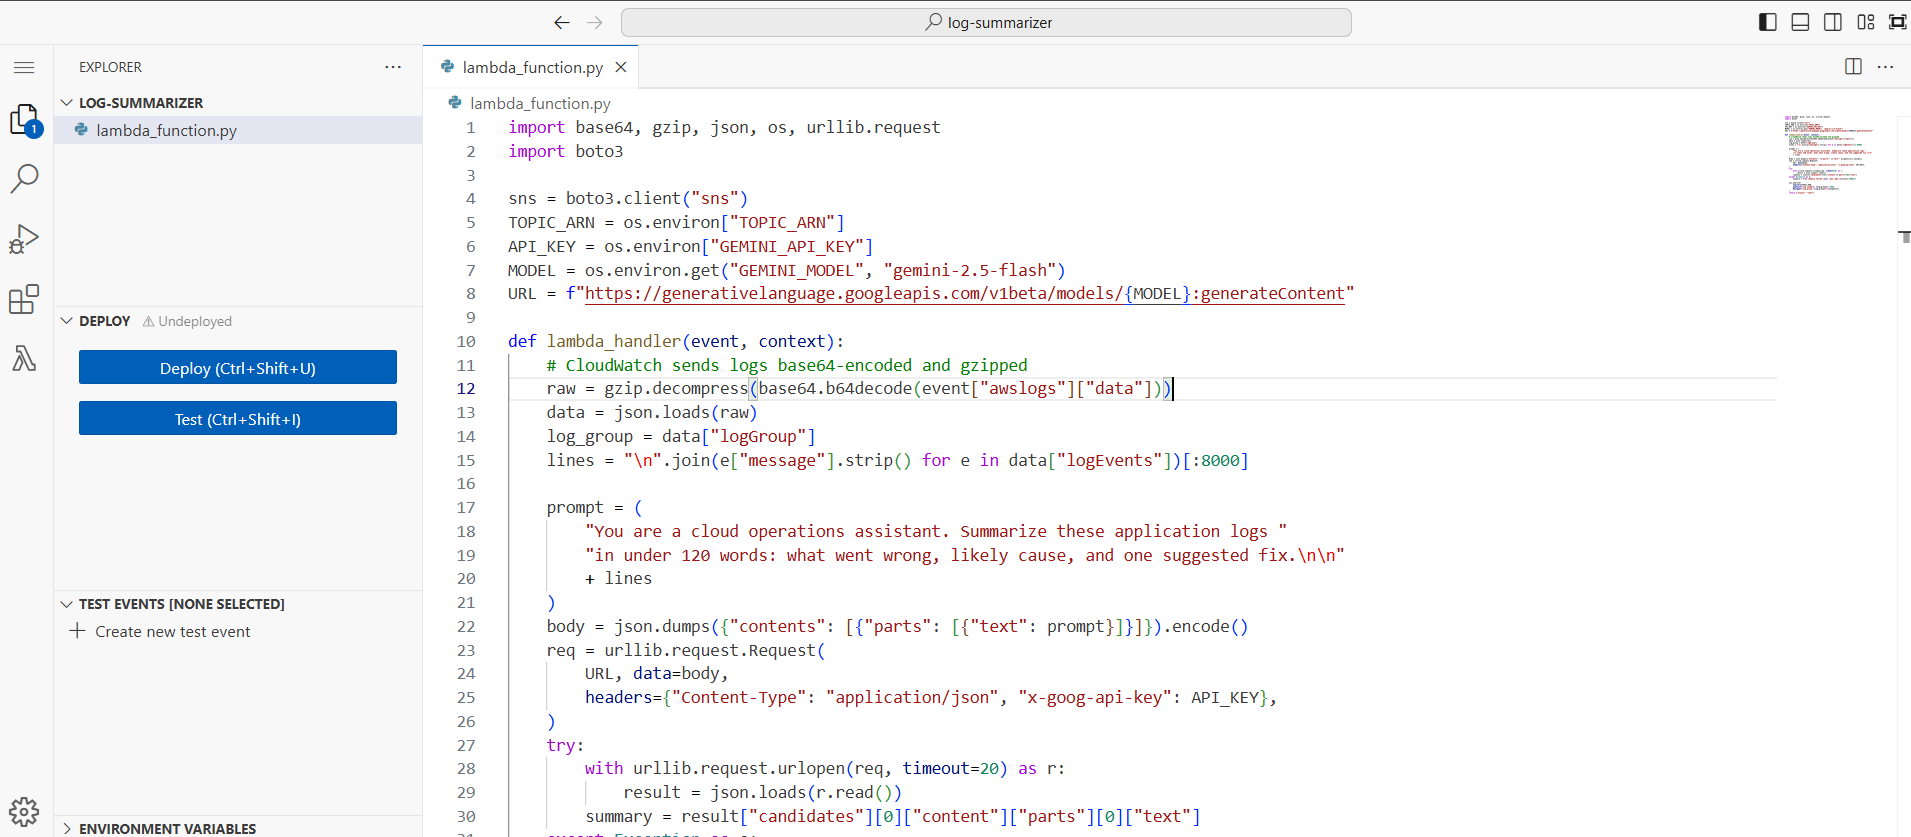 log-summarizer
EXPLORER
LOG-SUMMARIZER
lambda_function.py
1
DEPLOY Undeployed
Deploy (Ctrl+Shift+U)
Test (Ctrl+Shift+I)
TEST EVENTS [NONE SELECTED]
Create new test event
ENVIRONMENT VARIABLES
lambda_function.py
lambda_function.py
1 import base64, gzip, json, os, urllib.request
2 import boto3
3
4 sns = boto3.client("sns")
5 TOPIC_ARN = os.environ["TOPIC_ARN"]
6 API_KEY = os.environ["GEMINI_API_KEY"]
7 MODEL = os.environ.get("GEMINI_MODEL", "gemini-2.5-flash")
8 URL = f"https://generativelanguage.googleapis.com/v1beta/models/{MODEL}:generateContent"
9
10 def lambda_handler(event, context):
11     # CloudWatch sends logs base64-encoded and gzipped
12     raw = gzip.decompress(base64.b64decode(event["awslogs"]["data"]))
13     data = json.loads(raw)
14     log_group = data["logGroup"]
15     lines = "\n".join(e["message"].strip() for e in data["logEvents"])[:8000]
16
17     prompt = (
18         "You are a cloud operations assistant. Summarize these application logs "
19         "in under 120 words: what went wrong, likely cause, and one suggested fix.\n\n"
20         + lines
21     )
22     body = json.dumps({"contents": [{"parts": [{"text": prompt}]}]}).encode()
23     req = urllib.request.Request(
24         URL, data=body,
25         headers={"Content-Type": "application/json", "x-goog-api-key": API_KEY},
26     )
27     try:
28         with urllib.request.urlopen(req, timeout=20) as r:
29             result = json.loads(r.read())
30         summary = result["candidates"][0]["content"]["parts"][0]["text"]